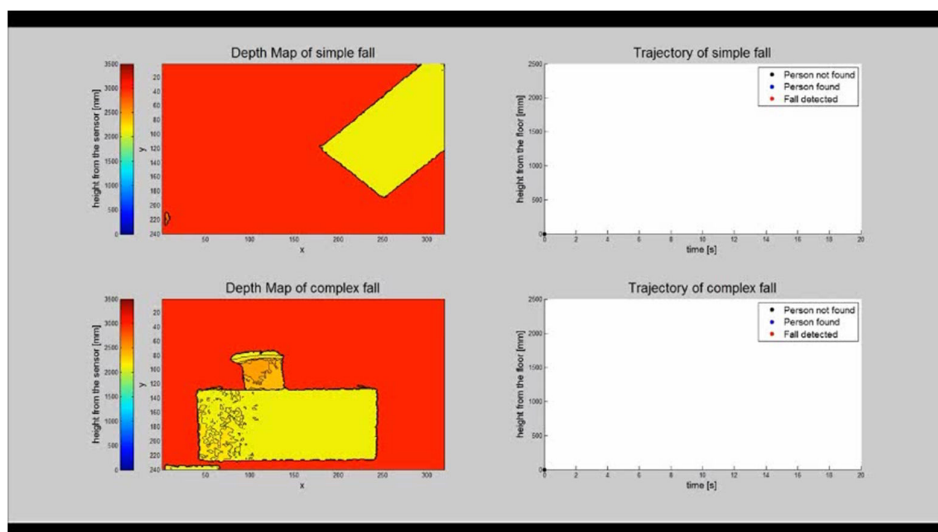 Depth Map of simple fall
height from the sensor [mm]
3500
3000
2500
2000
1500
1000
500
0
y
20
40
60
80
100
120
140
160
180
200
220
240
50 100 150 200 250 300
x
Trajectory of simple fall
height from the floor [mm]
2500
2000
1500
1000
500
0
Person not found
Person found
Fall detected
0 2 4 6 8 10 12 14 16 18 20
time [s]
Depth Map of complex fall
height from the sensor [mm]
3500
3000
2500
2000
1500
1000
500
0
y
20
40
60
80
100
120
140
160
180
200
220
240
50 100 150 200 250 300
x
Trajectory of complex fall
height from the floor [mm]
2500
2000
1500
1000
500
0
Person not found
Person found
Fall detected
0 2 4 6 8 10 12 14 16 18 20
time [s]